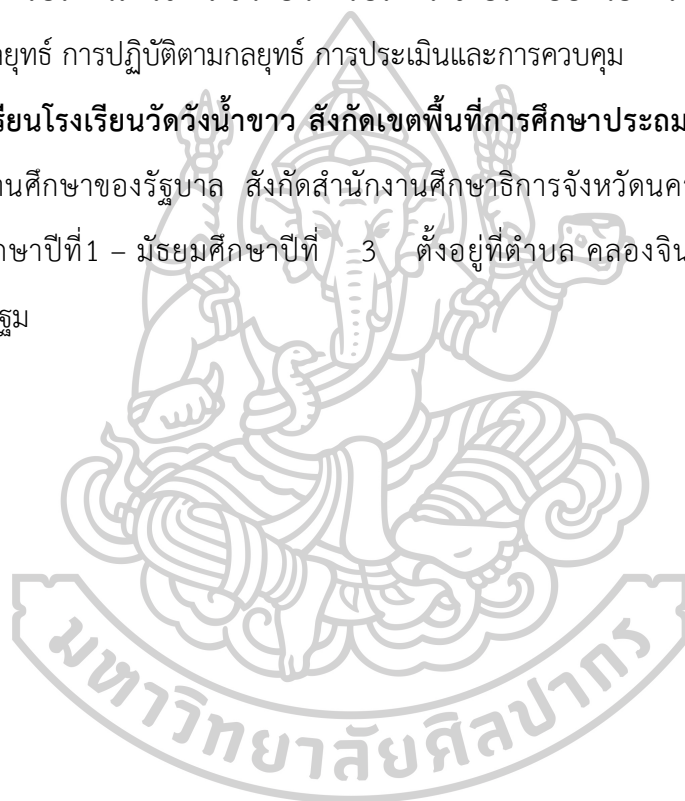 ยุทธ์ การปฏิบัติตามกลยุทธ์ การประเมินและการควบคุม
รียนโรงเรียนวัดวังน้ำขาว สังกัดเขตพื้นที่การศึกษาประถม
านศึกษาของรัฐบาล สังกัดสำนักงานศึกษาธิการจังหวัดนค
าษาปีที่1 – มัธยมศึกษาปีที่ 3 ตั้งอยู่ที่ตำบล คลองจิน
ฐม
มหาวิทยาลัยศิลปากร